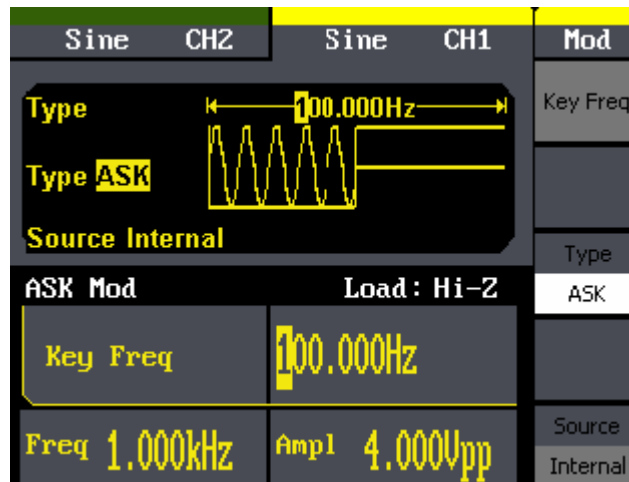 Sine CH2 Sine CH1 Mod
Type 100.000Hz Key Freq
Type ASK
Source Internal
Type
ASK Mod Load: Hi-Z ASK
Key Freq 100.000Hz
Source
Freq 1.000kHz Ampl 4.000Vpp Internal